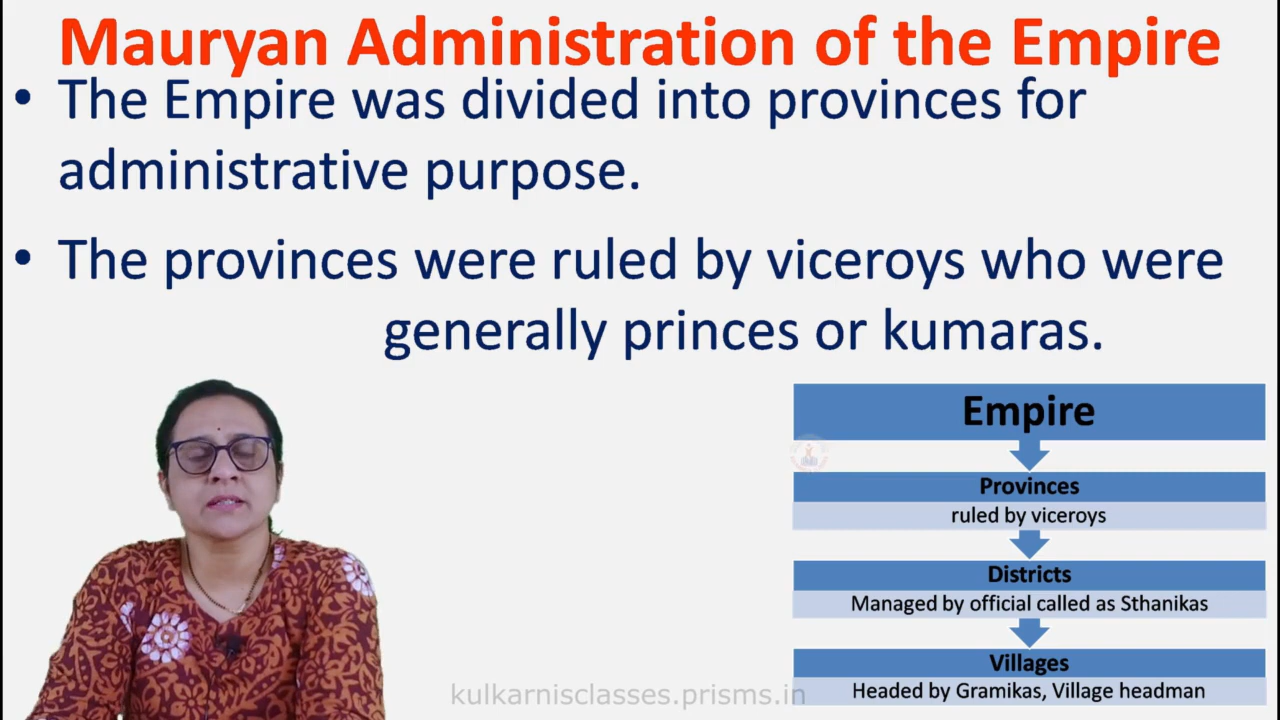 Mauryan Administration of the Empire
• The Empire was divided into provinces for
administrative purpose.
• The provinces were ruled by viceroys who were
generally princes or kumaras.
Empire
Provinces
ruled by viceroys
Districts
Managed by official called as Sthanikas
Villages
Headed by Gramikas, Village headman
kulkarnisclasses.prisms.in